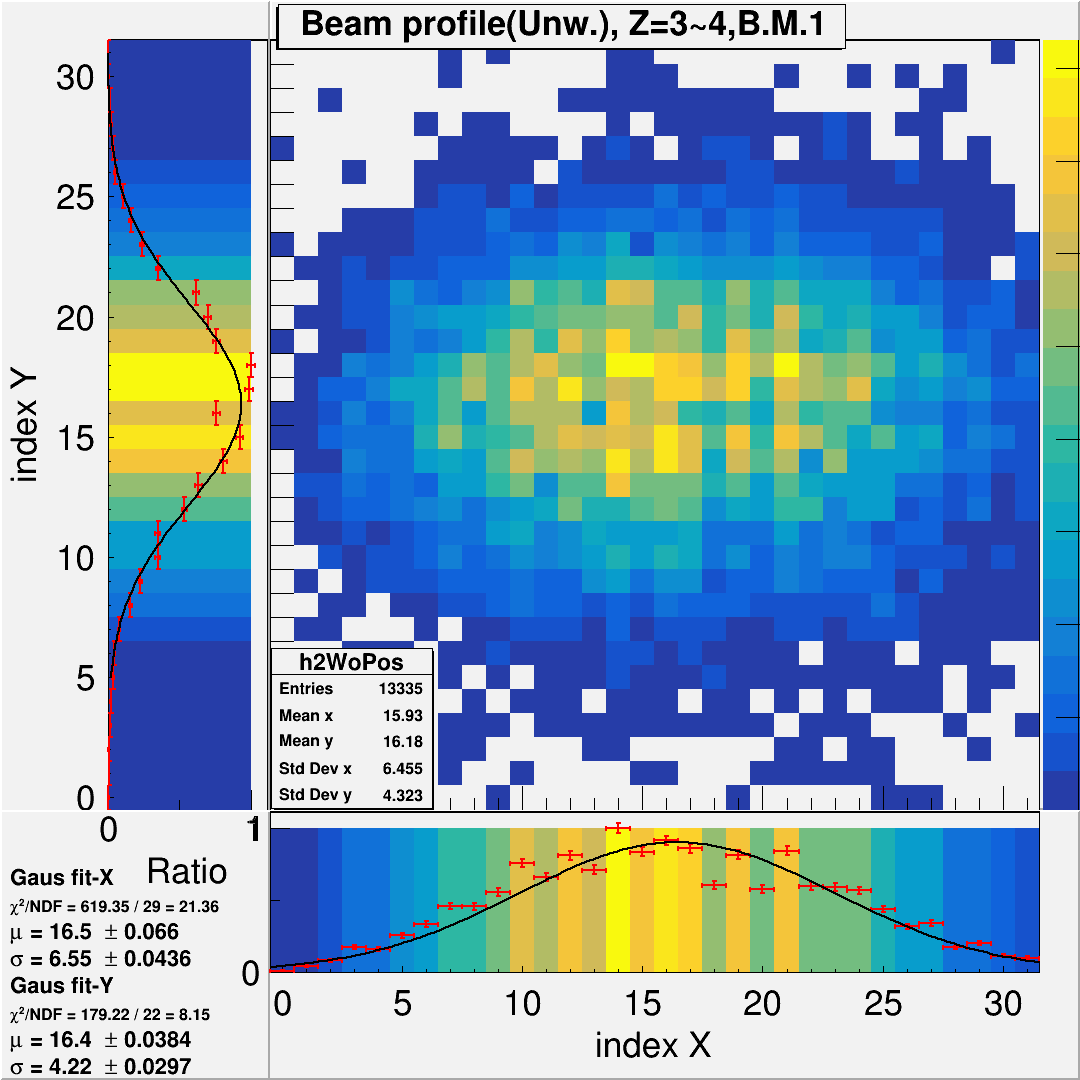 Beam profile(Unw.), Z=3~4,B.M.1
30
25
20
15
10
5
0
index Y
0
1
Ratio
h2WoPos
Entries 13335
Mean x 15.93
Mean y 16.18
Std Dev x 6.455
Std Dev y 4.323
1
0
0 5 10 15 20 25 30
index X
Gaus fit-X
χ²/NDF = 619.35 / 29 = 21.36
μ = 16.5 ± 0.066
σ = 6.55 ± 0.0436
Gaus fit-Y
χ²/NDF = 179.22 / 22 = 8.15
μ = 16.4 ± 0.0384
σ = 4.22 ± 0.0297